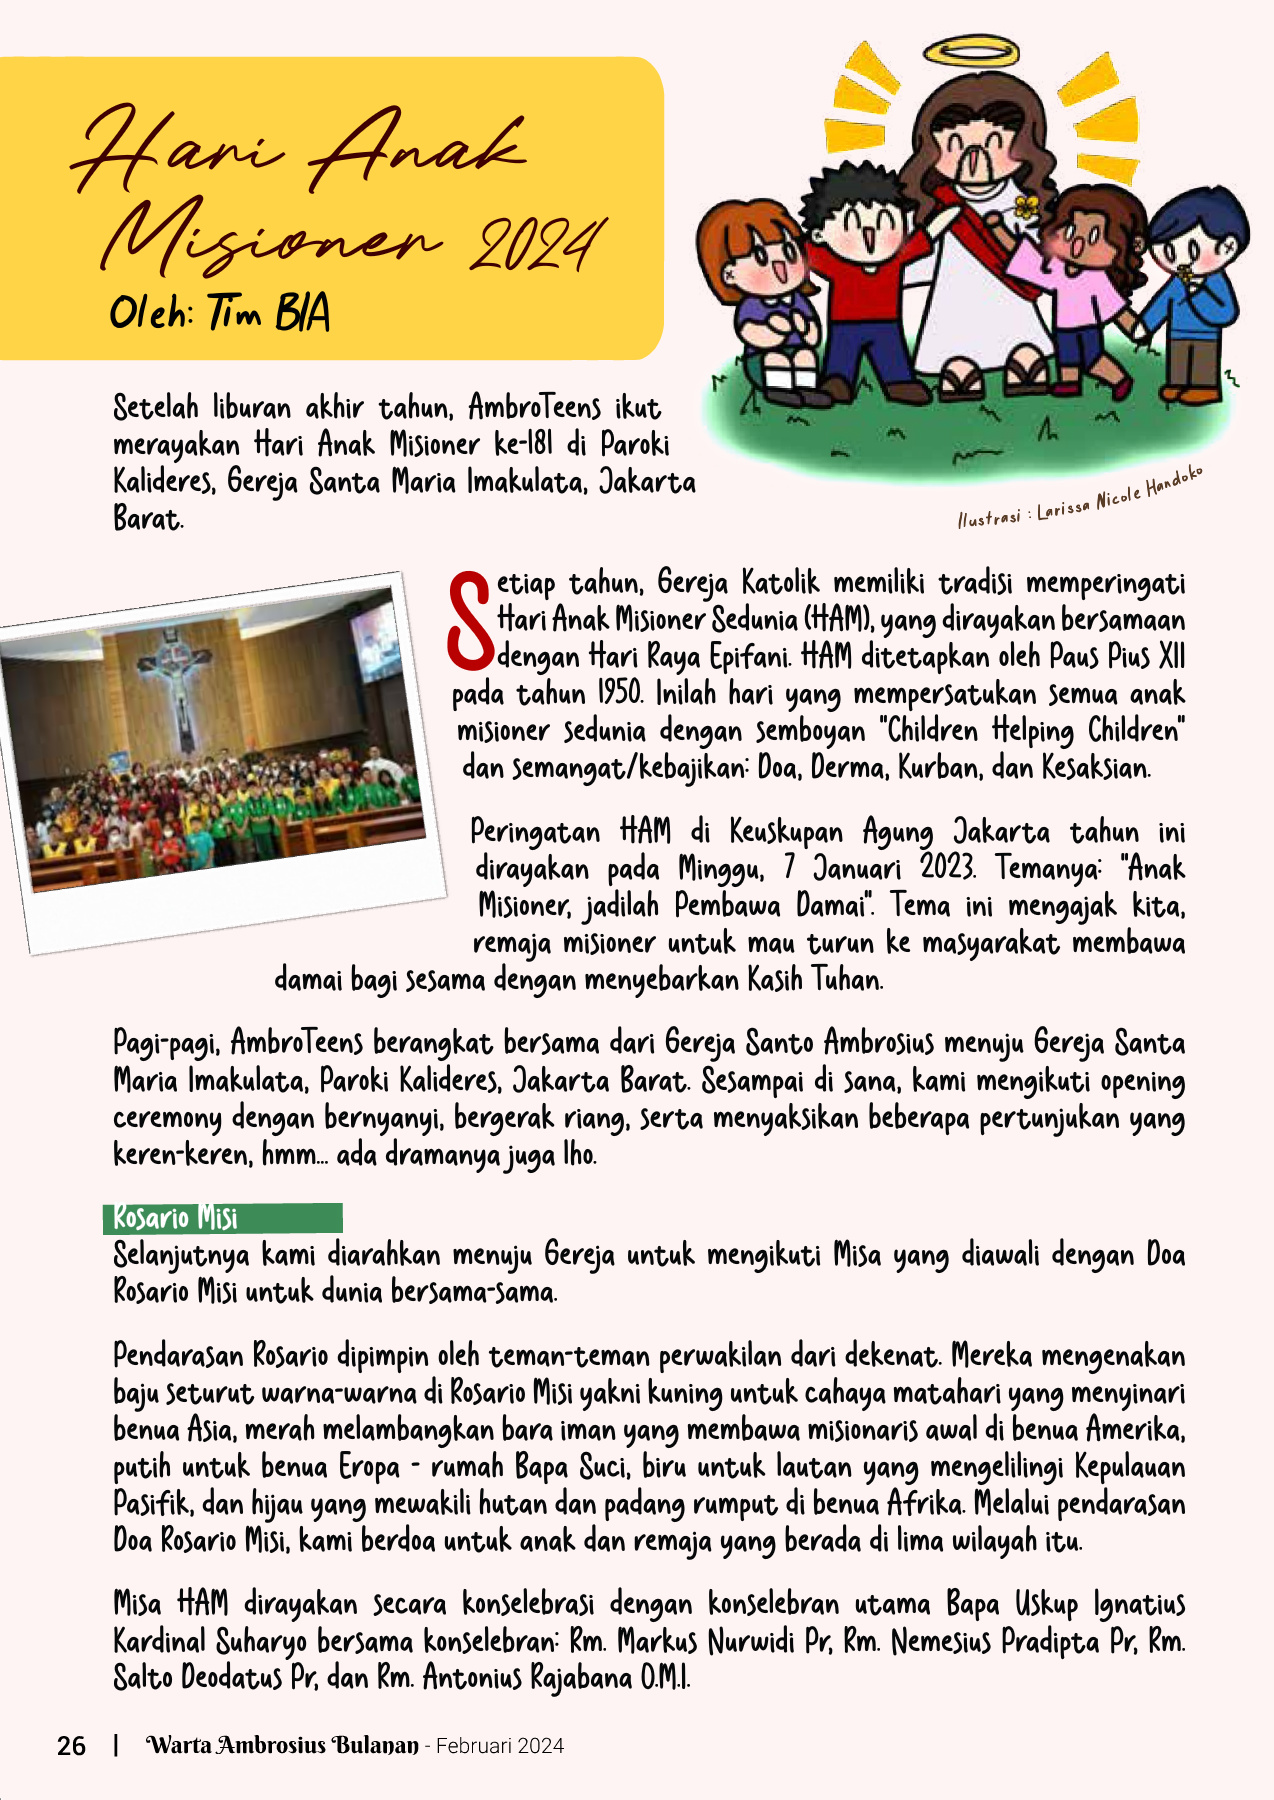 Hari Anak
Misioner 2024
Oleh: Tim BIA
Setelah liburan akhir tahun, AmbroTeens ikut
merayakan Hari Anak Misioner ke-181 di Paroki
Kalideres, Gereja Santa Maria Imakulata, Jakarta
Barat.
Ilustrasi : Larissa Nicole Handoko
Setiap tahun, Gereja Katolik memiliki tradisi memperingati
Hari Anak Misioner Sedunia (HAM), yang dirayakan bersamaan
dengan Hari Raya Epifani. HAM ditetapkan oleh Paus Pius XII
pada tahun 1950. Inilah hari yang mempersatukan semua anak
misioner sedunia dengan semboyan "Children Helping Children"
dan semangat/kebajikan: Doa, Derma, Kurban, dan Kesaksian.
Peringatan HAM di Keuskupan Agung Jakarta tahun ini
dirayakan pada Minggu, 7 Januari 2023. Temanya: "Anak
Misioner, jadilah Pembawa Damai". Tema ini mengajak kita,
remaja misioner untuk mau turun ke masyarakat membawa
damai bagi sesama dengan menyebarkan Kasih Tuhan.
Pagi-pagi, AmbroTeens berangkat bersama dari Gereja Santo Ambrosius menuju Gereja Santa
Maria Imakulata, Paroki Kalideres, Jakarta Barat. Sesampai di sana, kami mengikuti opening
ceremony dengan bernyanyi, bergerak riang, serta menyaksikan beberapa pertunjukan yang
keren-keren, hmm... ada dramanya juga lho.
Rosario Misi
Selanjutnya kami diarahkan menuju Gereja untuk mengikuti Misa yang diawali dengan Doa
Rosario Misi untuk dunia bersama-sama.
Pendarasan Rosario dipimpin oleh teman-teman perwakilan dari dekenat. Mereka mengenakan
baju seturut warna-warna di Rosario Misi yakni kuning untuk cahaya matahari yang menyinari
benua Asia, merah melambangkan bara iman yang membawa misionaris awal di benua Amerika,
putih untuk benua Eropa - rumah Bapa Suci, biru untuk lautan yang mengelilingi Kepulauan
Pasifik, dan hijau yang mewakili hutan dan padang rumput di benua Afrika. Melalui pendarasan
Doa Rosario Misi, kami berdoa untuk anak dan remaja yang berada di lima wilayah itu.
Misa HAM dirayakan secara konselebrasi dengan konselebran utama Bapa Uskup Ignatius
Kardinal Suharyo bersama konselebran: Rm. Markus Nurwidi Pr, Rm. Nemesius Pradipta Pr, Rm.
Salto Deodatus Pr, dan Rm. Antonius Rajabana O.M.I.
26 | Warta Ambrosius Bulanan - Februari 2024